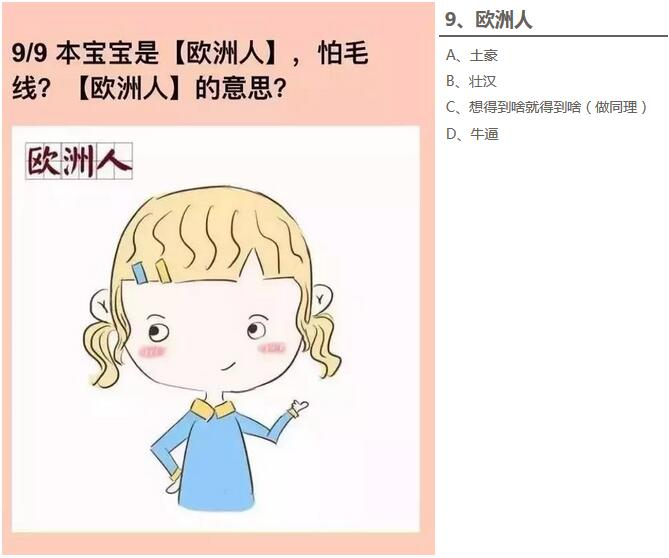 9/9 本宝宝是【欧洲人】，怕毛
线？【欧洲人】的意思？
欧洲人
9、欧洲人
A、土豪
B、壮汉
C、想得到啥就得到啥（做同理）
D、牛逼